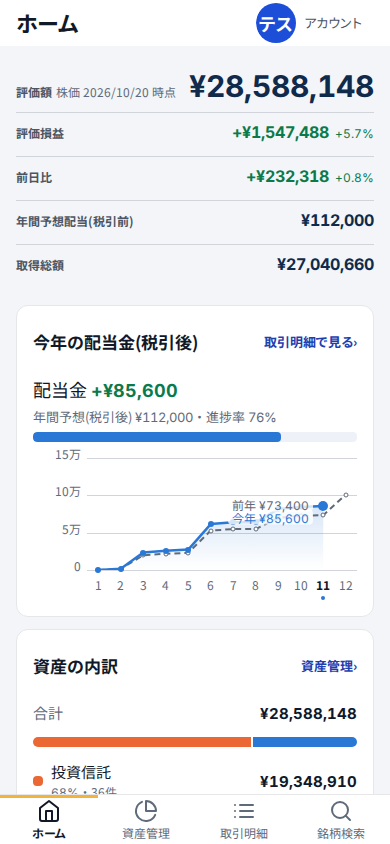 ホーム
テス アカウント
評価額 株価 2026/10/20 時点 ¥28,588,148
評価損益 +¥1,547,488 +5.7%
前日比 +¥232,318 +0.8%
年間予想配当(税引前) ¥112,000
取得総額 ¥27,040,660
今年の配当金(税引後) 取引明細で見る›
配当金 +¥85,600
年間予想(税引後) ¥112,000・進捗率 76%
15万
10万
5万
0
前年 ¥73,400
今年 ¥85,600
1 2 3 4 5 6 7 8 9 10 11 12
資産の内訳 資産管理›
合計 ¥28,588,148
投資信託 ¥19,348,910
68%・36件
ホーム 資産管理 取引明細 銘柄検索